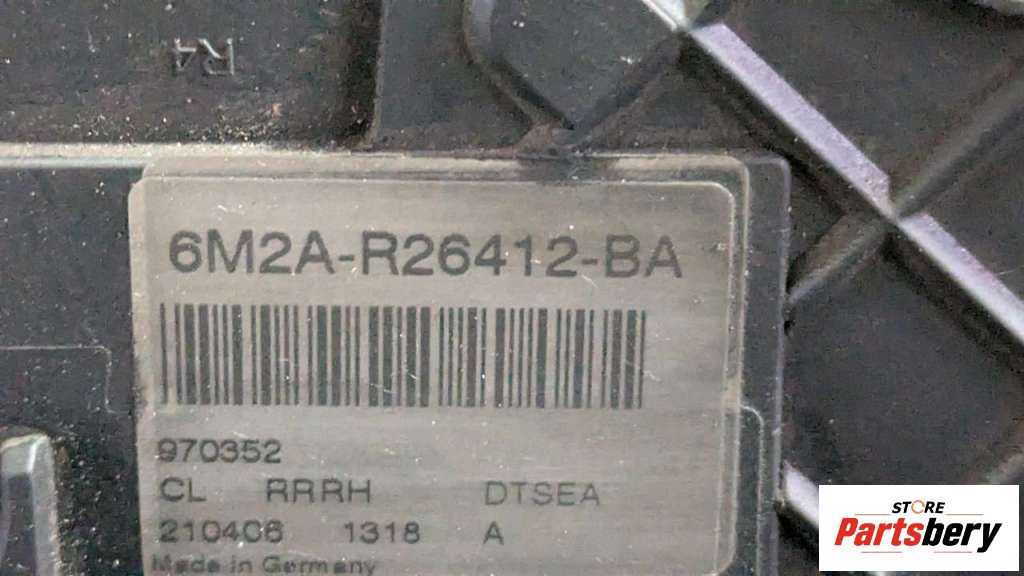 R4
6M2A-R26412-BA
970352
CL RRRH DTSEA
210406 1318 A
Made in Germany
STORE
Partsbery